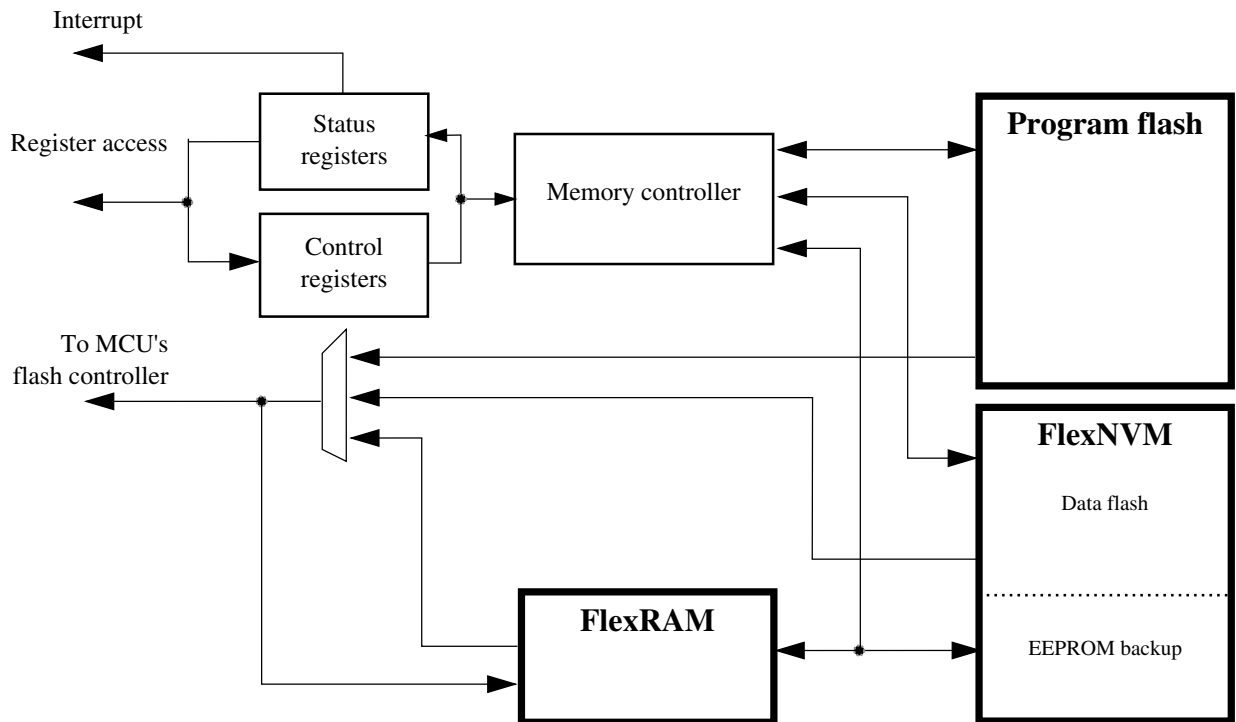 Interrupt
Register access
Status
registers
Control
registers
Memory controller
Program flash
To MCU's
flash controller
FlexNVM
Data flash
EEPROM backup
FlexRAM